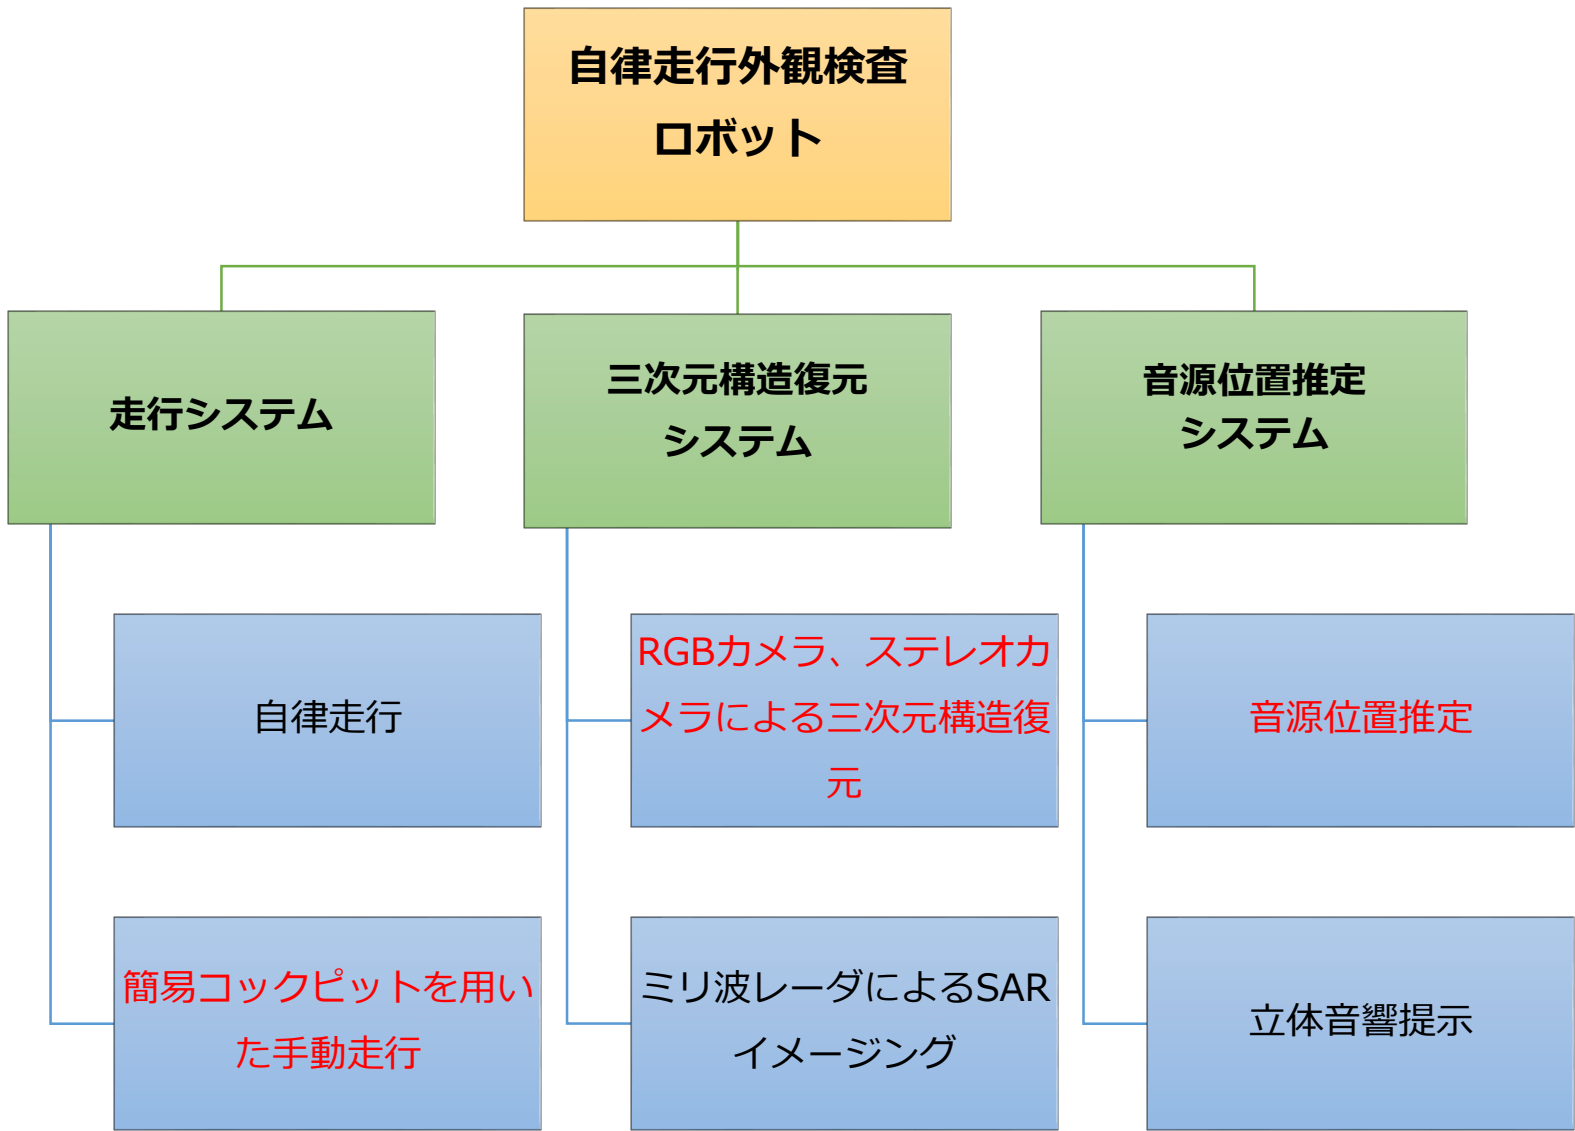 自律走行外観検査
ロボット
走行システム
三次元構造復元
システム
音源位置推定
システム
自律走行
RGBカメラ、ステレオカ
メラによる三次元構造復
元
音源位置推定
簡易コックピットを用い
た手動走行
ミリ波レーダによるSAR
イメージング
立体音響提示